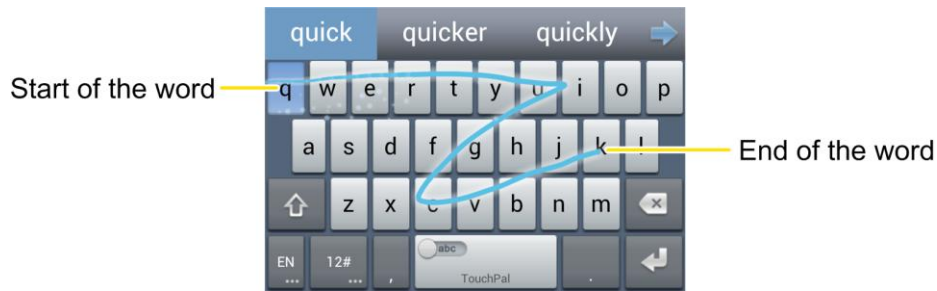 quick quicker quickly
Start of the word
q w e r t y u i o p
a s d f g h j k l
End of the word
z x c v b n m
EN ... 12# ... , abc TouchPal .